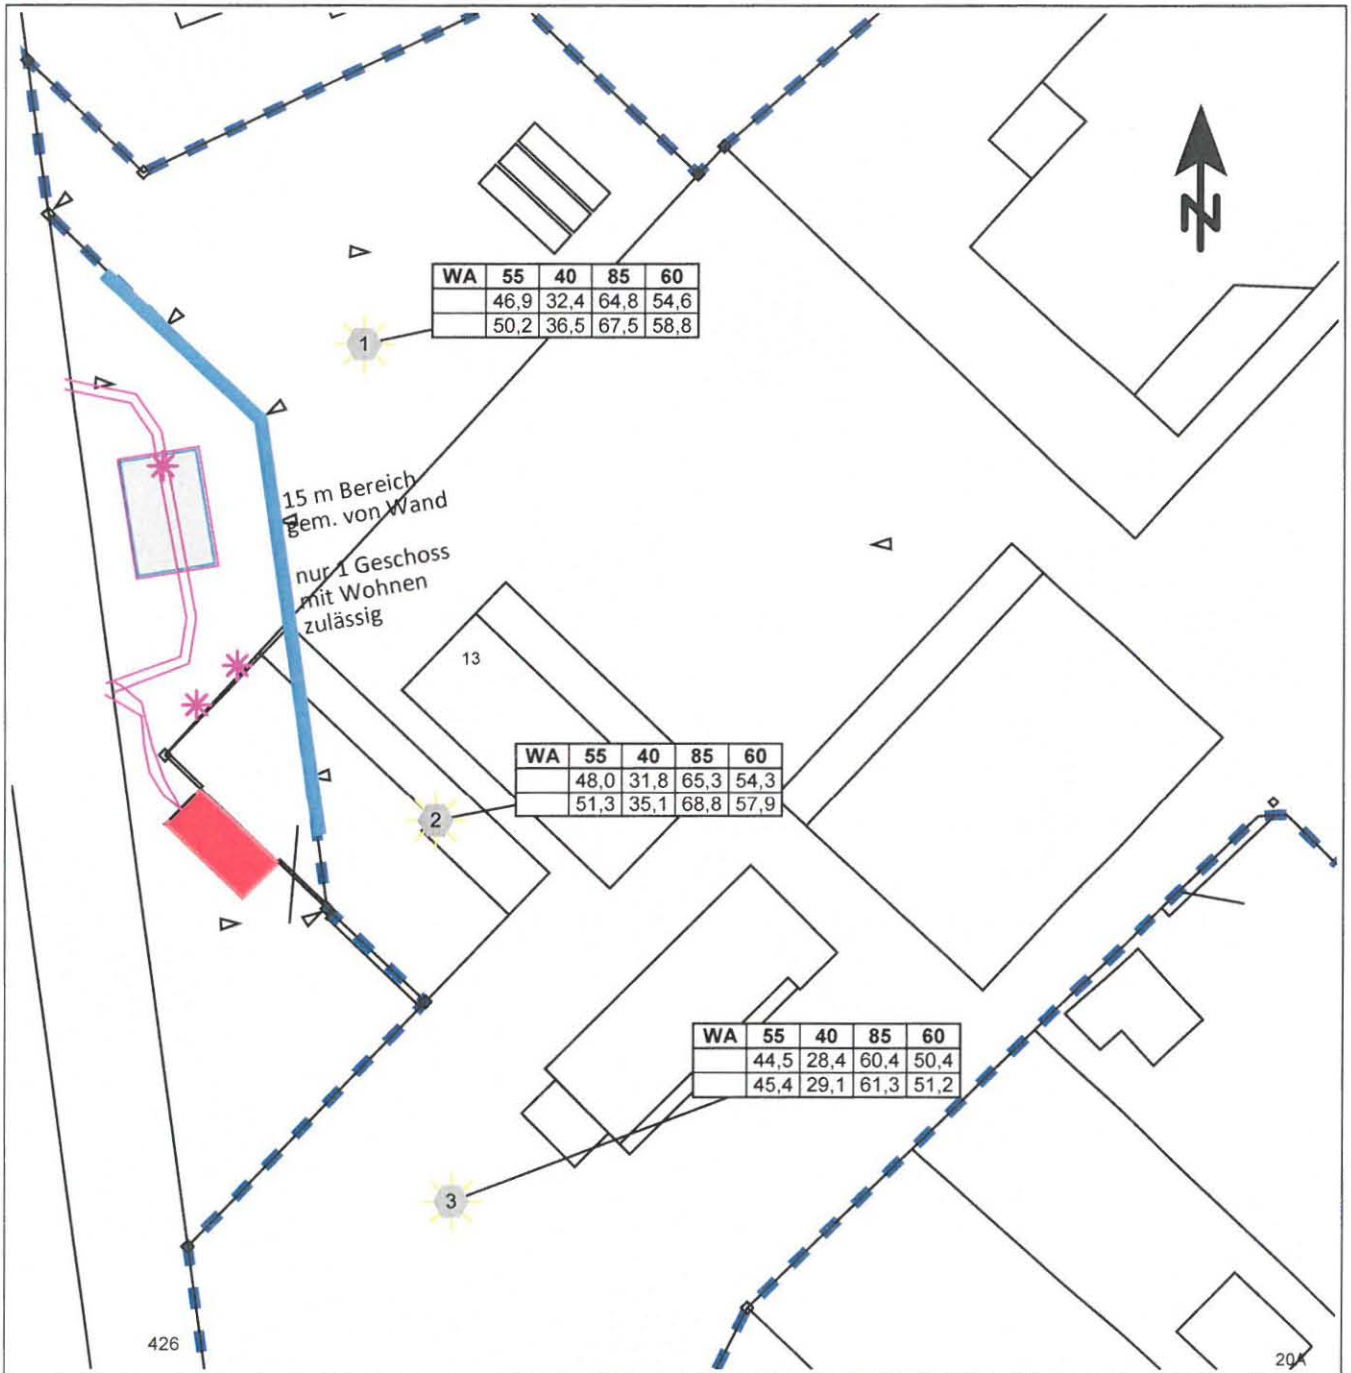 N
WA 55 40 85 60
46,9 32,4 64,8 54,6
50,2 36,5 67,5 58,8
1
15 m Bereich
gem. von Wand
nur 1 Geschoss
mit Wohnen
zulässig
13
WA 55 40 85 60
48,0 31,8 65,3 54,3
51,3 35,1 68,8 57,9
2
WA 55 40 85 60
44,5 28,4 60,4 50,4
45,4 29,1 61,3 51,2
3
426
20A